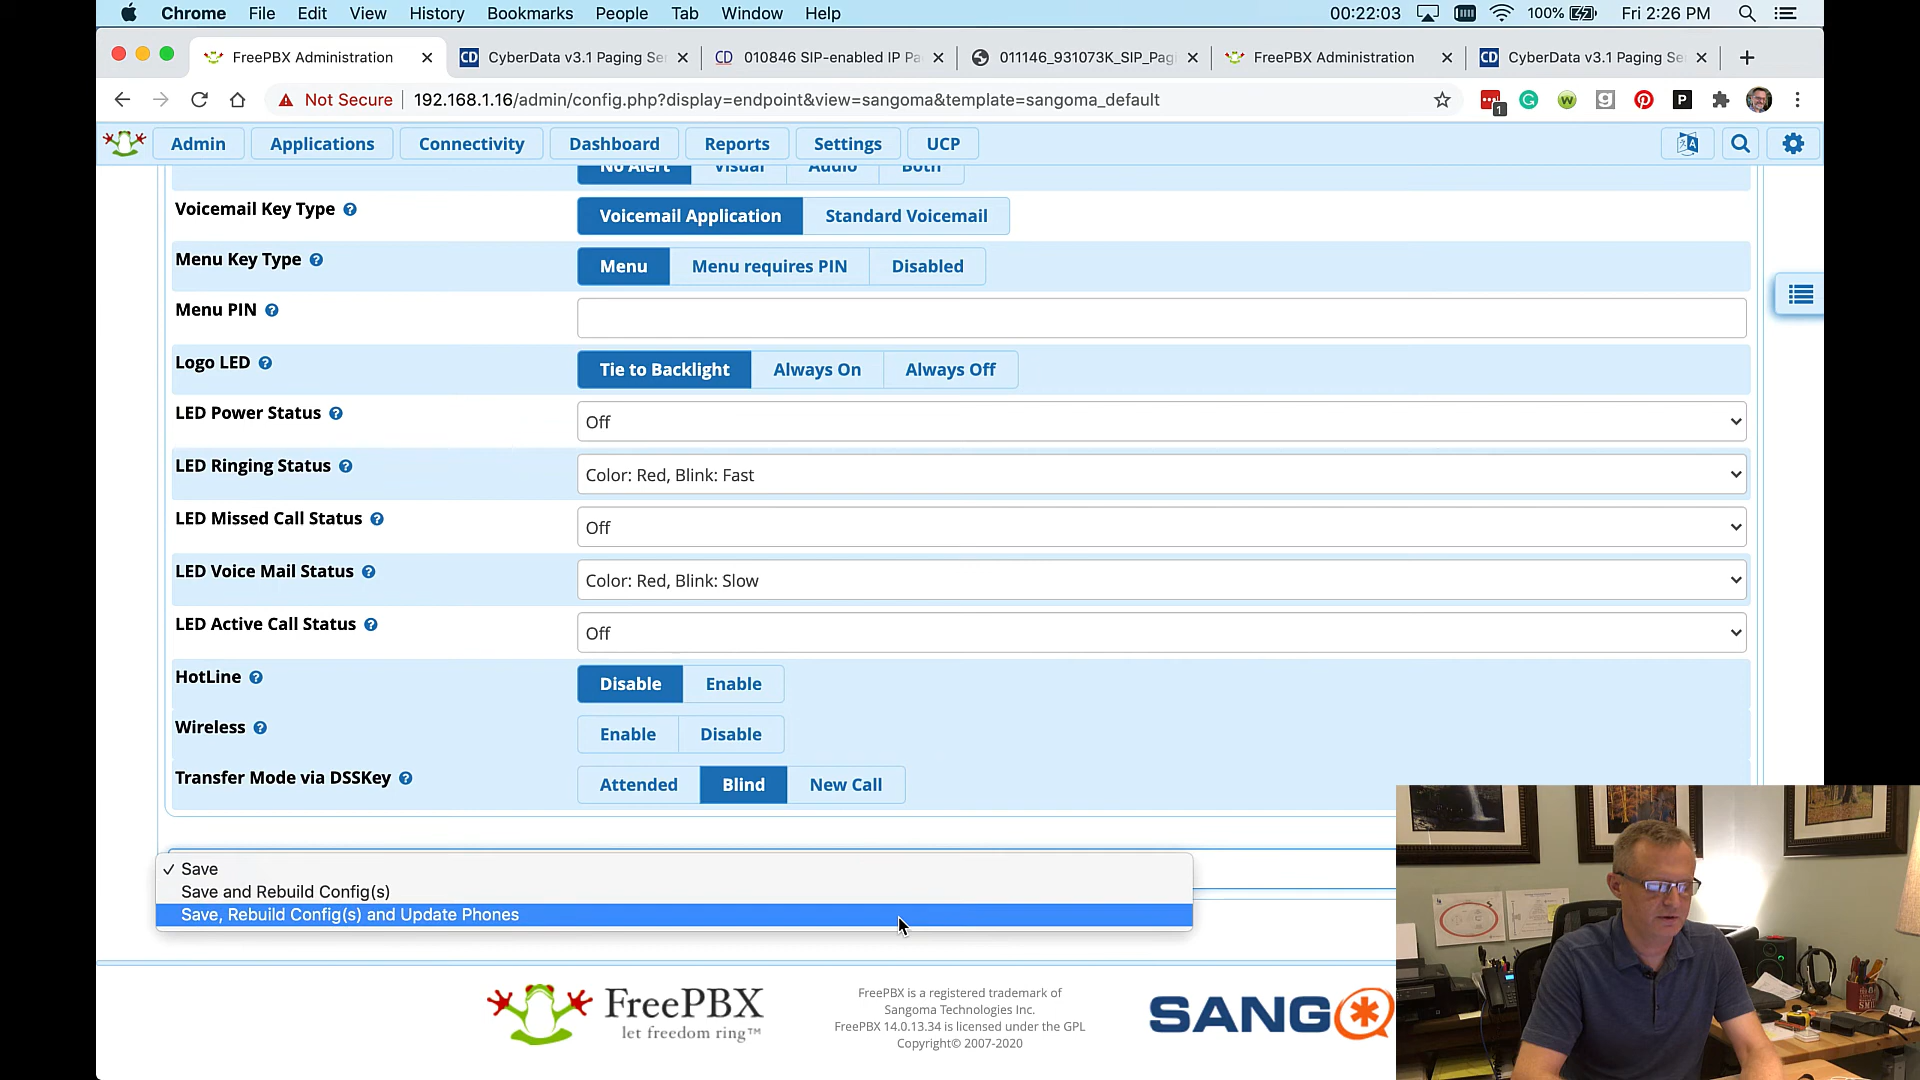 Chrome File Edit View History Bookmarks People Tab Window Help 00:22:03 100% Fri 2:26 PM
FreePBX Administration CyberData v3.1 Paging Se 010846 SIP-enabled IP Pa 011146_931073K_SIP_Pagi FreePBX Administration CyberData v3.1 Paging Se
Not Secure 192.168.1.16/admin/config.php?display=endpoint&view=sangoma&template=sangoma_default 1
Admin Applications Connectivity Dashboard Reports Settings UCP
No Alert Visual Audio Both
Voicemail Key Type Voicemail Application Standard Voicemail
Menu Key Type Menu Menu requires PIN Disabled
Menu PIN
Logo LED Tie to Backlight Always On Always Off
LED Power Status Off
LED Ringing Status Color: Red, Blink: Fast
LED Missed Call Status Off
LED Voice Mail Status Color: Red, Blink: Slow
LED Active Call Status Off
HotLine Disable Enable
Wireless Enable Disable
Transfer Mode via DSSKey Attended Blind New Call
Save
Save and Rebuild Config(s)
Save, Rebuild Config(s) and Update Phones
FreePBX
let freedom ring™
FreePBX is a registered trademark of
Sangoma Technologies Inc.
FreePBX 14.0.13.34 is licensed under the GPL
Copyright© 2007-2020
SANG